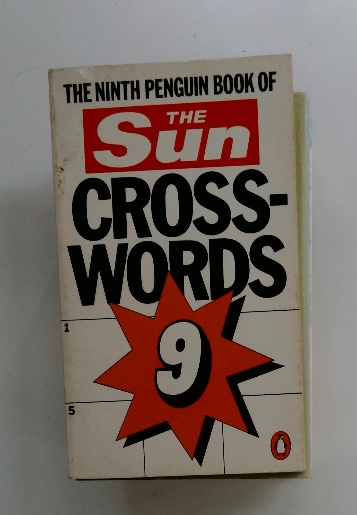 THE NINTH PENGUIN BOOK OF
THE
Sun
CROSS-
WORDS
9
1
5